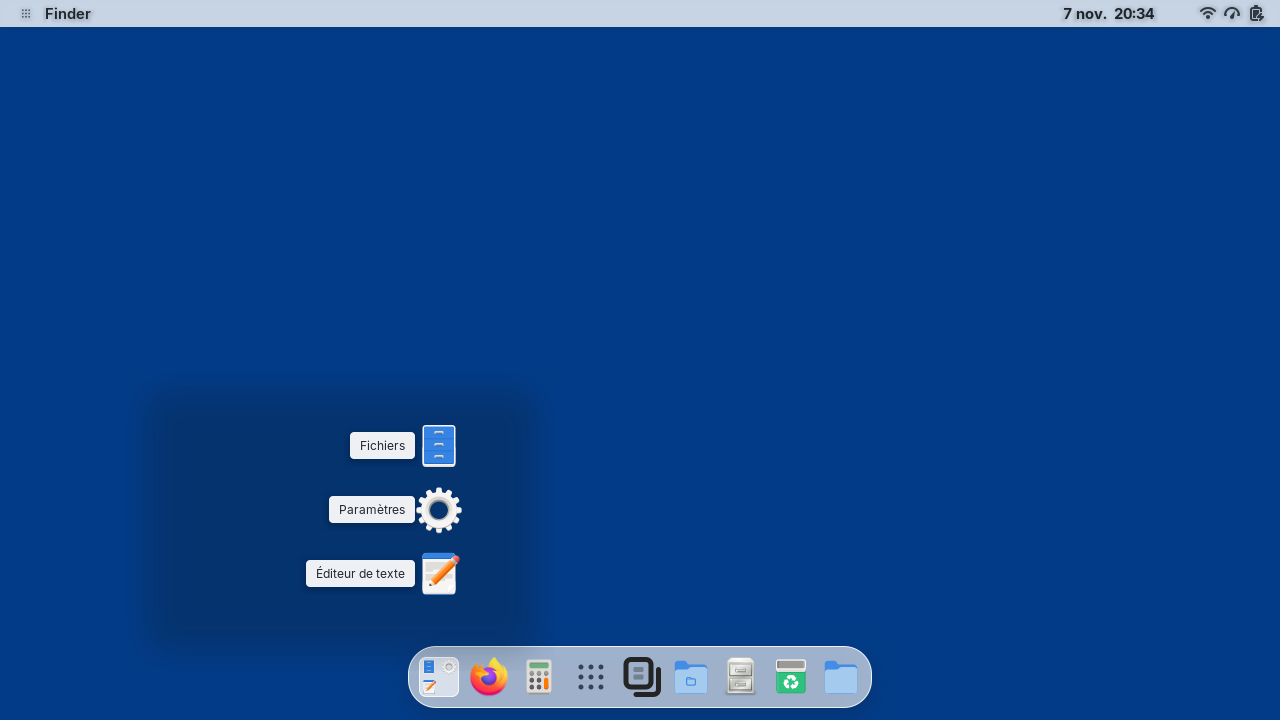 Finder
7 nov.  20:34
Fichiers
Paramètres
Éditeur de texte